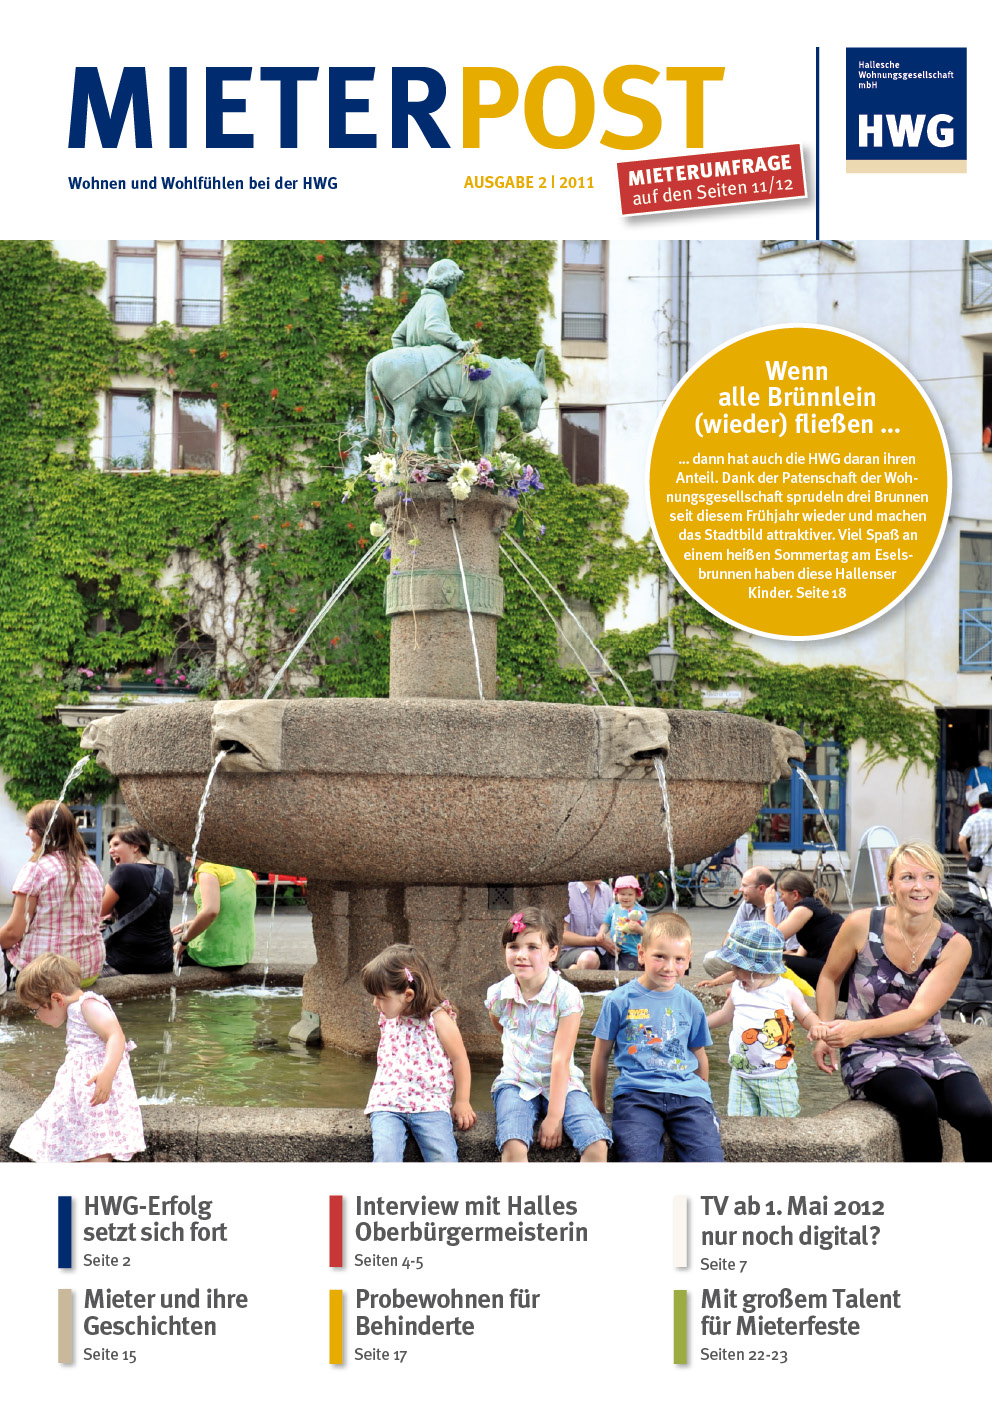 MIETERPOST
Wohnen und Wohlfühlen bei der HWG
AUSGABE 2 | 2011
MIETERUMFRAGE
auf den Seiten 11/12
Hallesche
Wohnungsgesellschaft
mbH
HWG
Wenn
alle Brünnlein
(wieder) fließen ...
... dann hat auch die HWG daran ihren
Anteil. Dank der Patenschaft der Woh-
nungsgesellschaft sprudeln drei Brunnen
seit diesem Frühjahr wieder und machen
das Stadtbild attraktiver. Viel Spaß an
einem heißen Sommertag am Esels-
brunnen haben diese Hallenser
Kinder. Seite 18
HWG-Erfolg
setzt sich fort
Seite 2
Mieter und ihre
Geschichten
Seite 15
Interview mit Halles
Oberbürgermeisterin
Seiten 4-5
Probewohnen für
Behinderte
Seite 17
TV ab 1. Mai 2012
nur noch digital?
Seite 7
Mit großem Talent
für Mieterfeste
Seiten 22-23